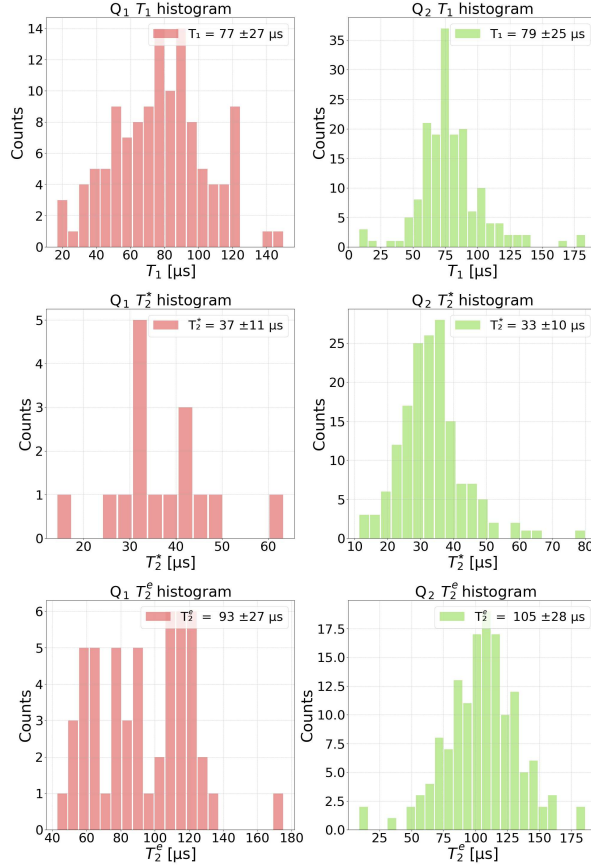 Q₁ T₁ histogram
T₁ = 77 ±27 μs
14
12
10
8
6
4
2
0
Counts
20 40 60 80 100 120 140
T₁ [μs]
Q₂ T₁ histogram
T₁ = 79 ±25 μs
35
30
25
20
15
10
5
0
Counts
0 25 50 75 100 125 150 175
T₁ [μs]
Q₁ T₂* histogram
T₂* = 37 ±11 μs
5
4
3
2
1
0
Counts
20 30 40 50 60
T₂* [μs]
Q₂ T₂* histogram
T₂* = 33 ±10 μs
25
20
15
10
5
0
Counts
10 20 30 40 50 60 70 80
T₂* [μs]
Q₁ T₂ᵉ histogram
T₂ᵉ = 93 ±27 μs
6
5
4
3
2
1
0
Counts
40 60 80 100 120 140 160 180
T₂ᵉ [μs]
Q₂ T₂ᵉ histogram
T₂ᵉ = 105 ±28 μs
17.5
15.0
12.5
10.0
7.5
5.0
2.5
0.0
Counts
25 50 75 100 125 150 175
T₂ᵉ [μs]